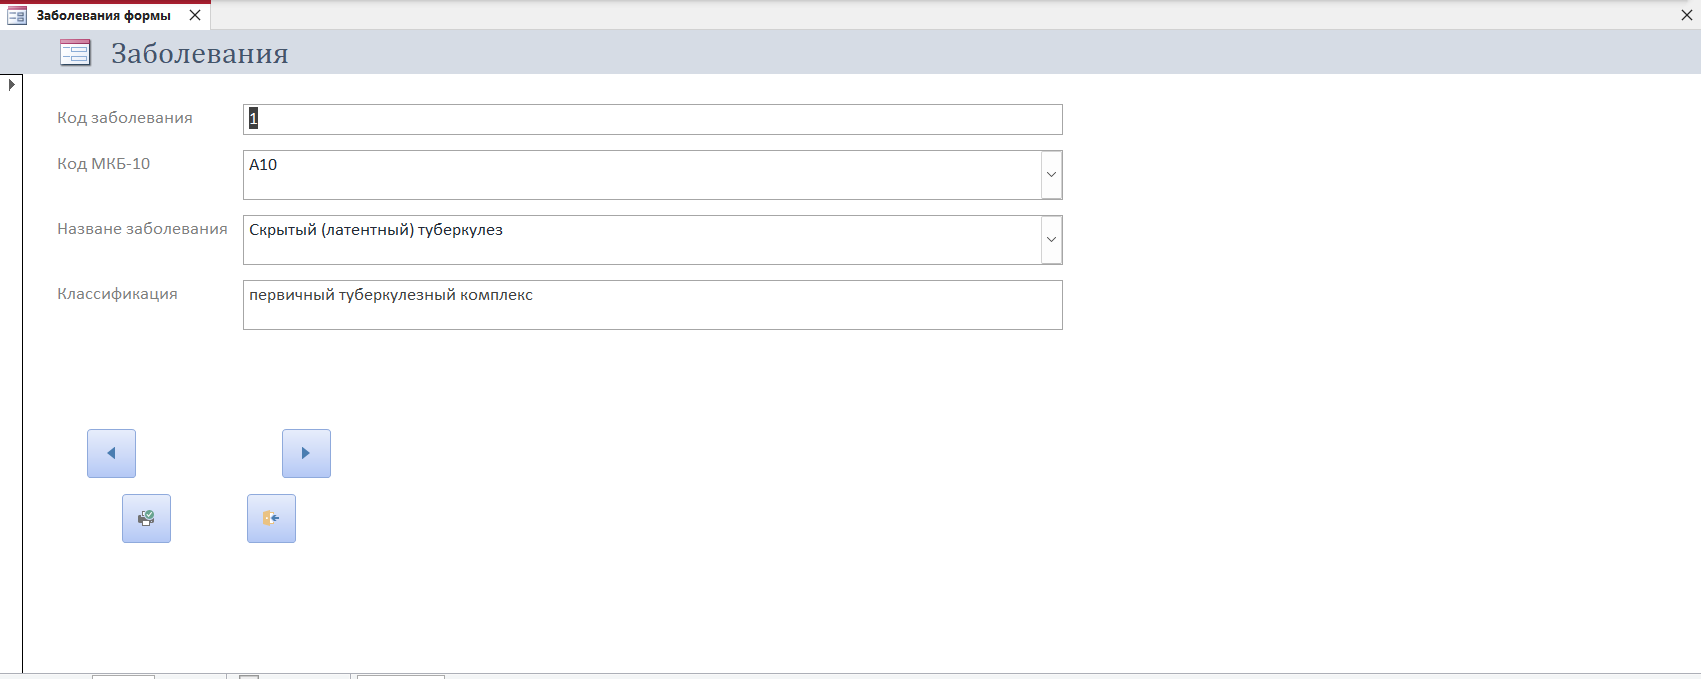 Заболевания формы
Заболевания
Код заболевания 1
Код МКБ-10 A10
Назване заболевания Скрытый (латентный) туберкулез
Классификация первичный туберкулезный комплекс